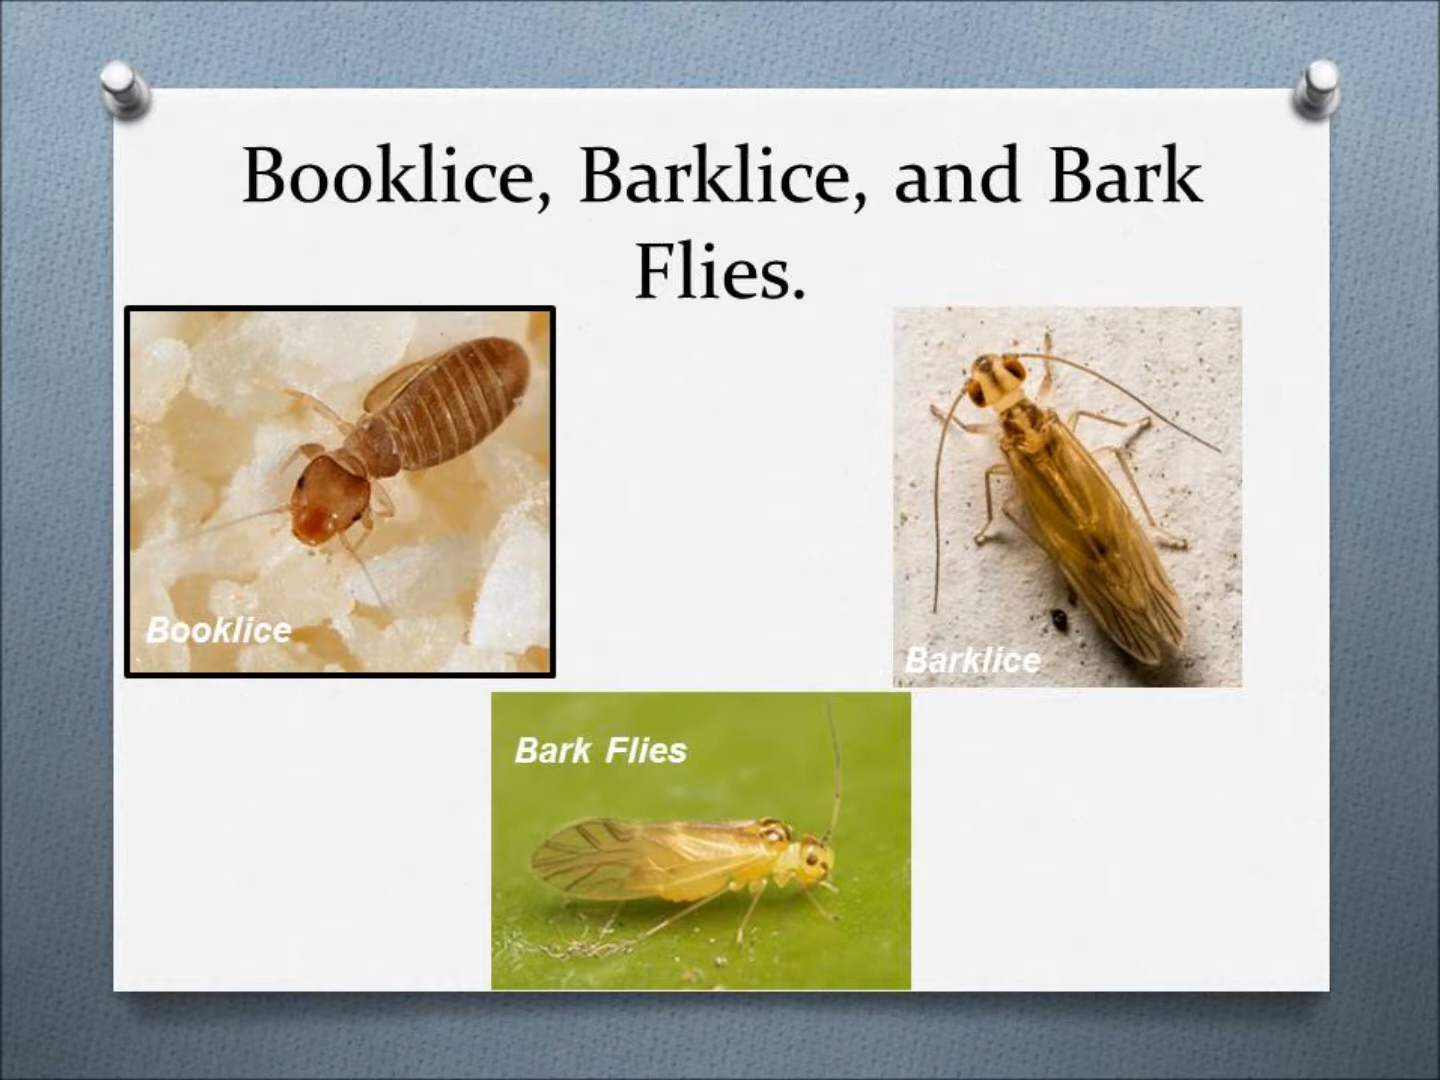 Booklice, Barklice, and Bark
Flies.
Booklice
Barklice
Bark Flies